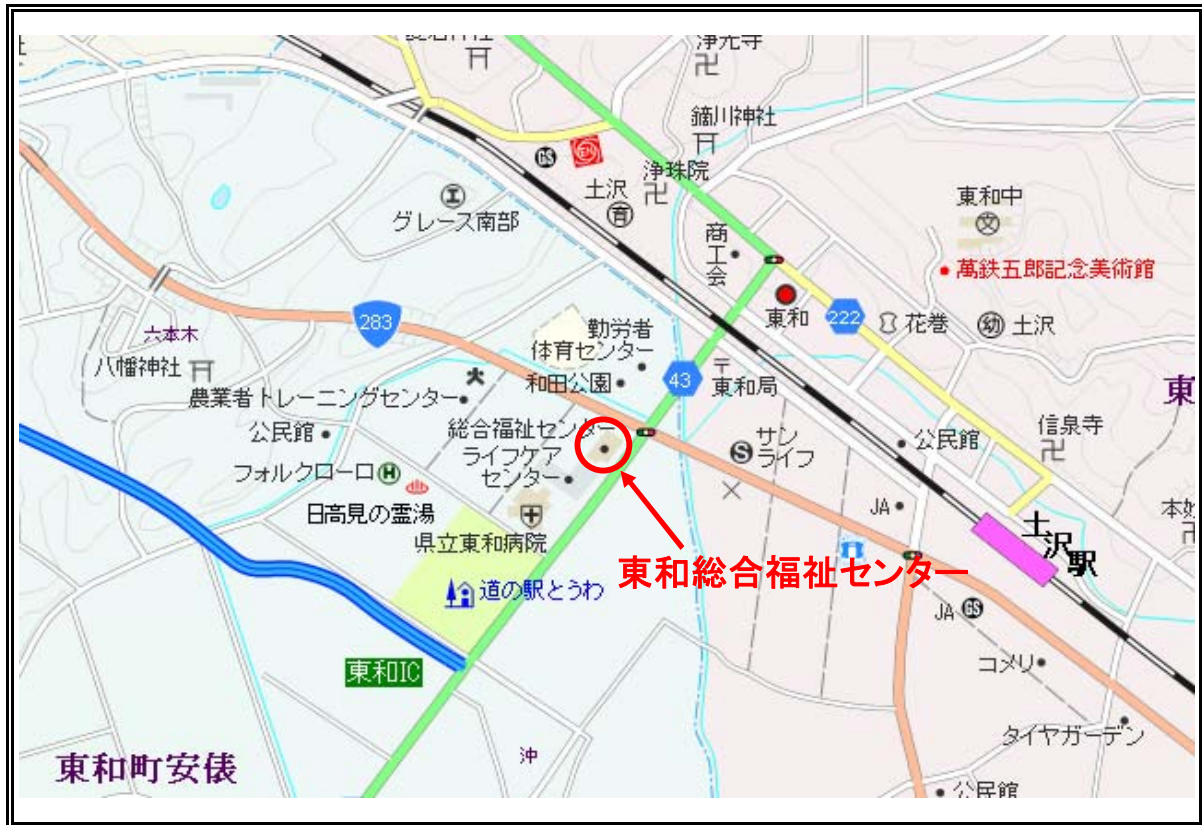 浄光寺
鏑川神社
浄珠院
GS
土沢
育
グレース南部
東和中
文
商工会
萬鉄五郎記念美術館
283
東和
222
花巻
幼 土沢
六本木
八幡神社
勤労者
体育センター
和田公園
43
東和局
農業者トレーニングセンター
公民館
総合福祉センター
ライフケア
センター
フォルクローロ
H
日高見の霊湯
県立東和病院
S
サン
ライフ
公民館
信泉寺
東
JA
土沢駅
東和総合福祉センター
道の駅とうわ
JA
GS
コメリ
東和IC
沖
タイヤガーデン
東和町安俵
公民館